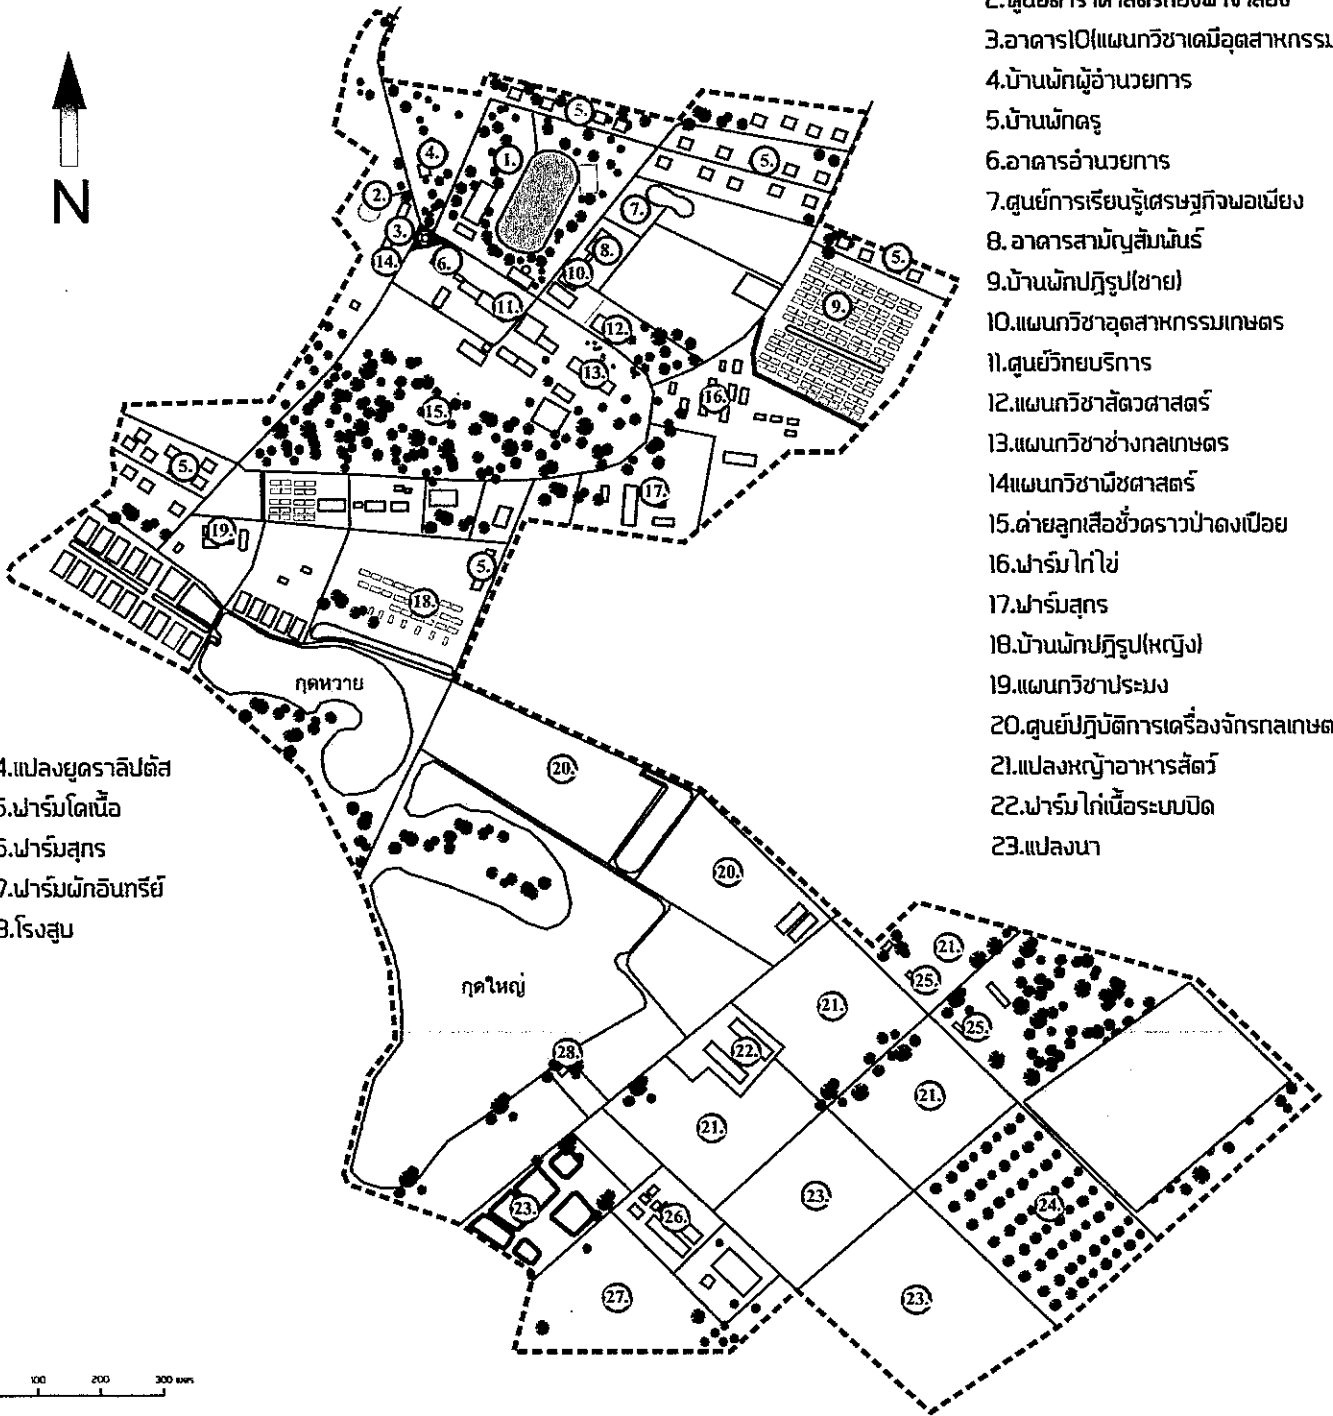 3.อาคาร10(แผนกวิชาเคมีอุตสาหกรรม
4.บ้านพักผู้อำนวยการ
5.บ้านพักครู
6.อาคารอำนวยการ
7.ศูนย์การเรียนรู้เศรษฐกิจพอเพียง
8.อาคารสามัญสัมพันธ์
9.บ้านพักปฏิรูป(ชาย)
10.แผนกวิชาอุตสาหกรรมเกษตร
11.ศูนย์วิทยบริการ
12.แผนกวิชาสัตวศาสตร์
13.แผนกวิชาช่างกลเกษตร
14แผนกวิชาพืชศาสตร์
15.ค่ายลูกเสือชั่วคราวป่าดงเปือย
16.ฟาร์มไก่ไข่
17.ฟาร์มสุกร
18.บ้านพักปฏิรูป(หญิง)
19.แผนกวิชาประมง
20.ศูนย์ปฏิบัติการเครื่องจักรกลเกษต
21.แปลงหญ้าอาหารสัตว์
22.ฟาร์มไก่เนื้อระบบปิด
23.แปลงนา
4.แปลงยูคราลิปตัส
5.ฟาร์มโคเนื้อ
6.ฟาร์มสุกร
7.ฟาร์มผักอินทรีย์
8.โรงสูบ
N
5.
1.
4.
5.
2.
7.
3.
8.
5.
14.
6.
10.
9.
11.
12.
13.
16.
15.
5.
17.
19.
5.
18.
กุดหวาย
20.
20.
21.
25.
กุดใหญ่
21.
25.
28.
22.
21.
21.
23.
24.
23.
26.
27.
23.
100 200 300 เมตร